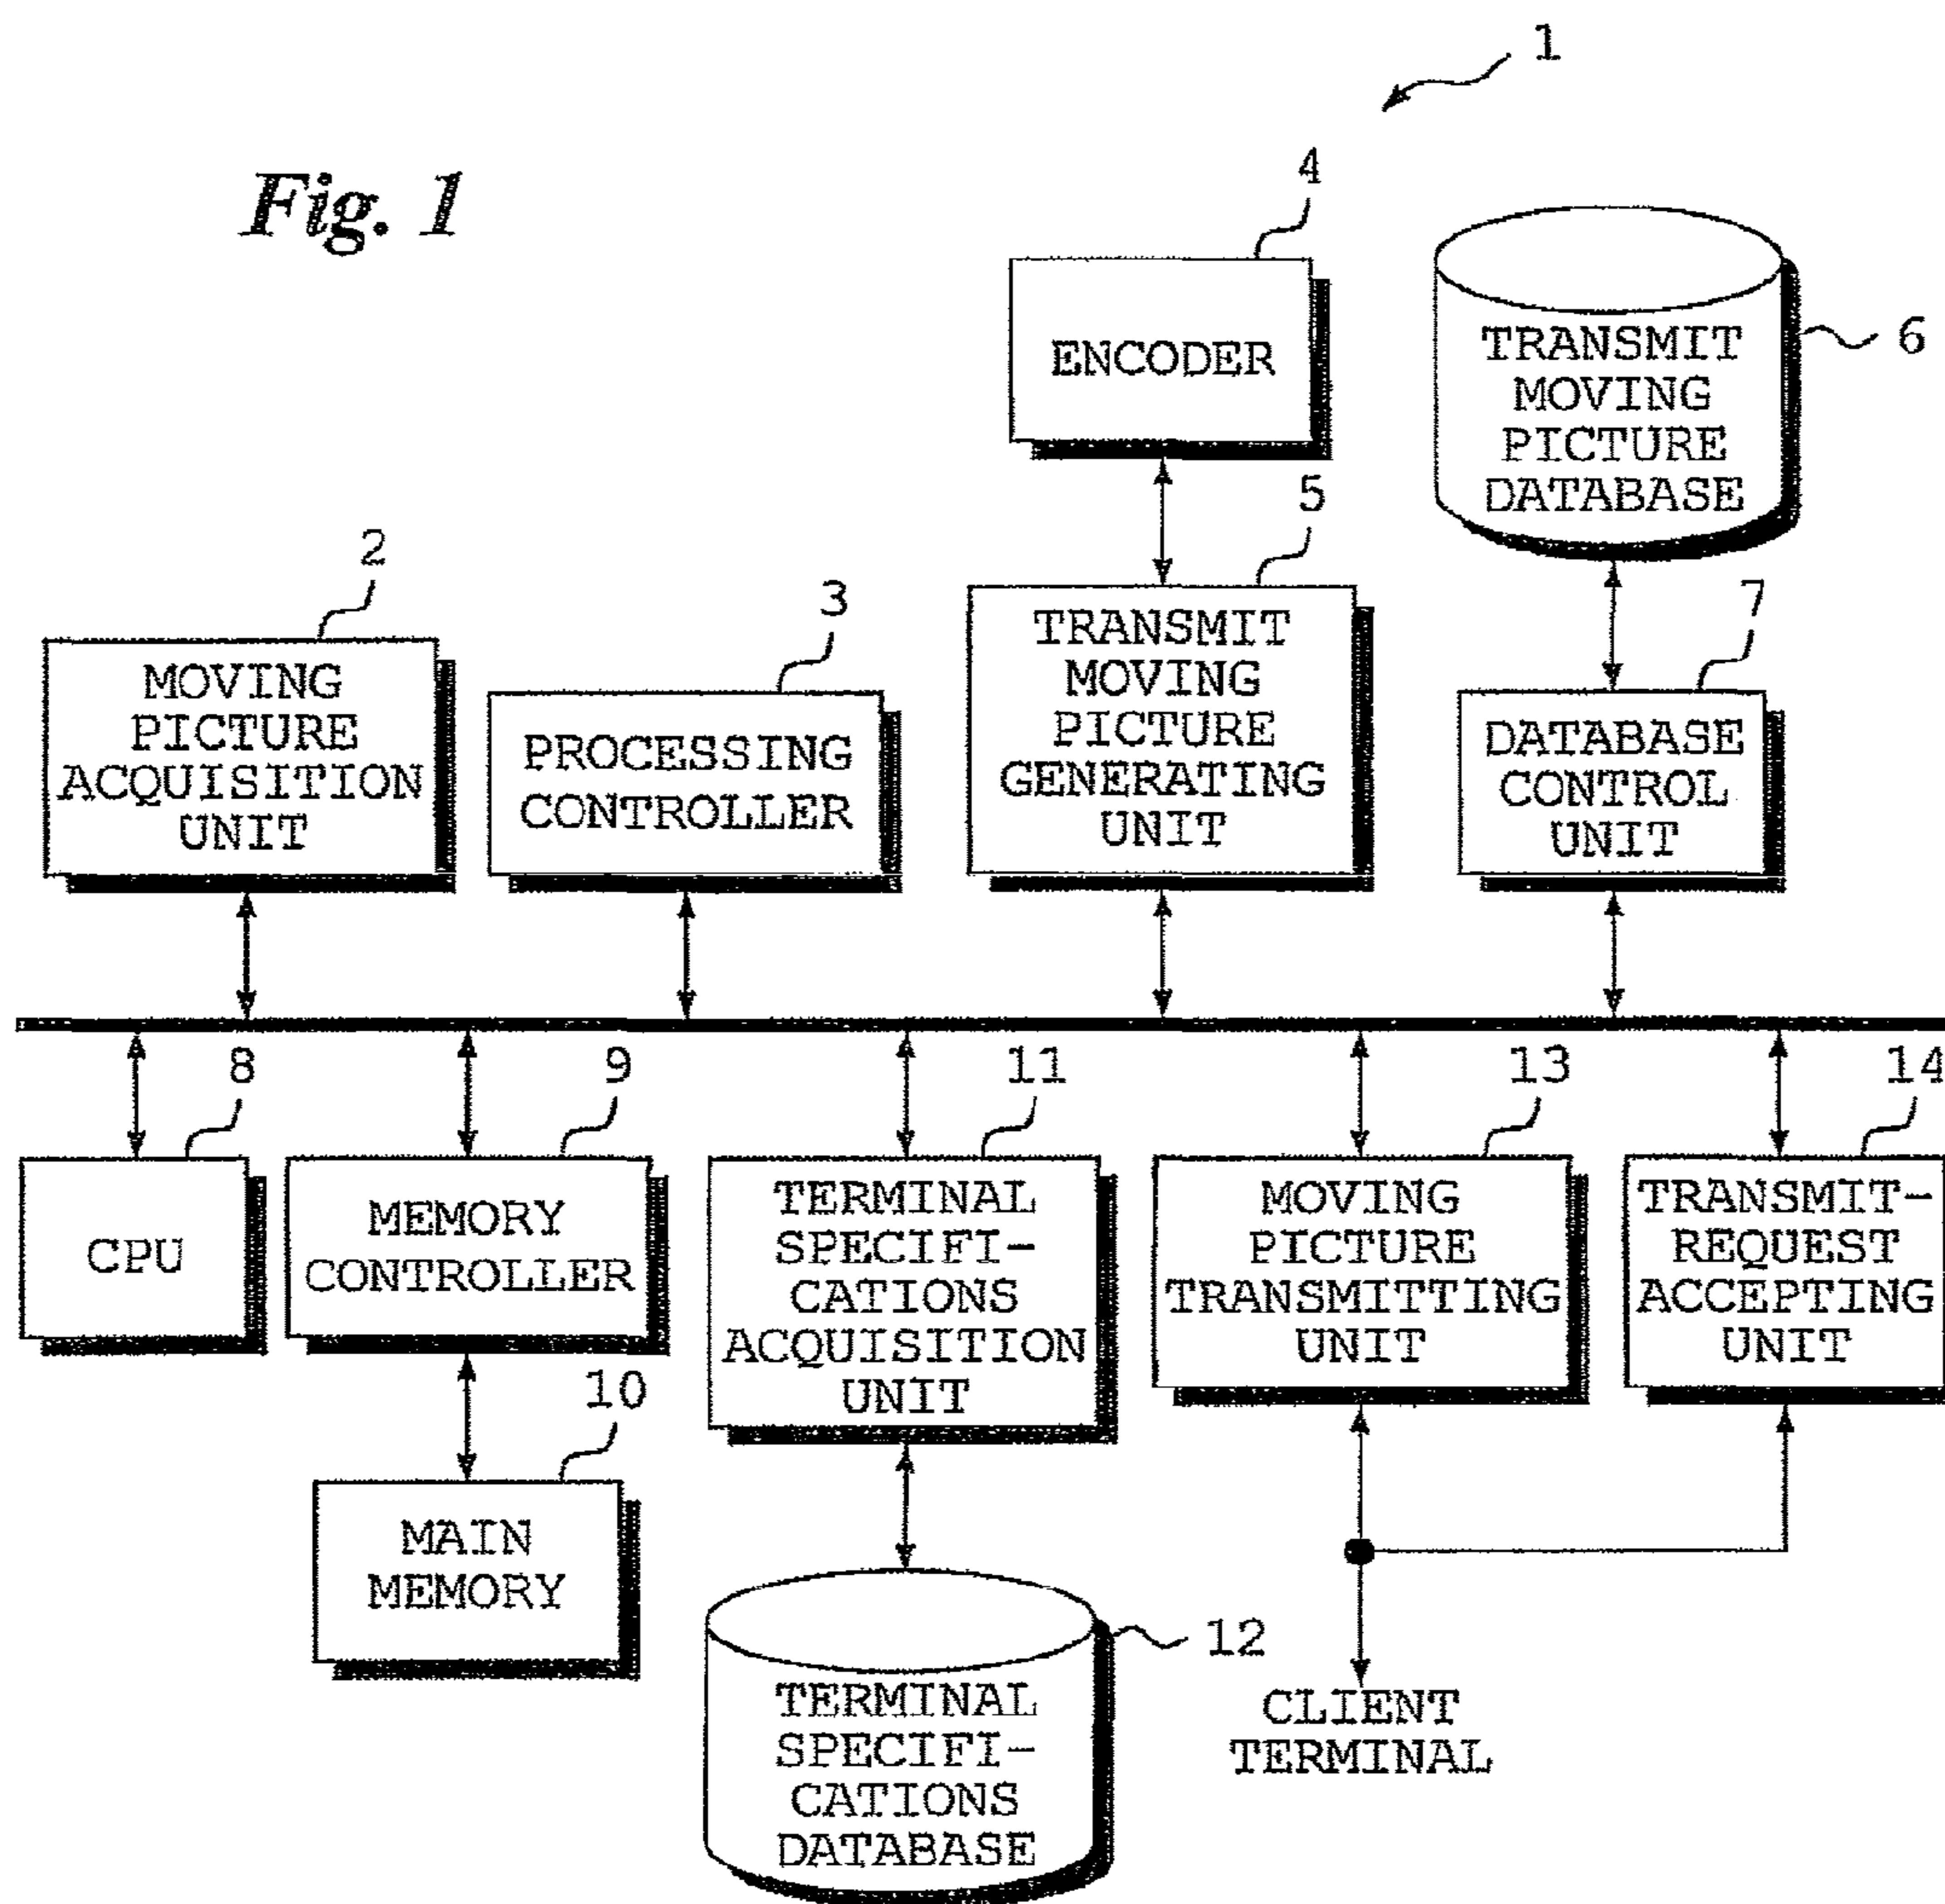 Fig. 1
1
4
ENCODER
6
TRANSMIT
MOVING
PICTURE
DATABASE
2
MOVING
PICTURE
ACQUISITION
UNIT
3
PROCESSING
CONTROLLER
5
TRANSMIT
MOVING
PICTURE
GENERATING
UNIT
7
DATABASE
CONTROL
UNIT
8
CPU
9
MEMORY
CONTROLLER
10
MAIN
MEMORY
11
TERMINAL
SPECIFI-
CATIONS
ACQUISITION
UNIT
12
TERMINAL
SPECIFI-
CATIONS
DATABASE
13
MOVING
PICTURE
TRANSMITTING
UNIT
14
TRANSMIT-
REQUEST
ACCEPTING
UNIT
CLIENT
TERMINAL